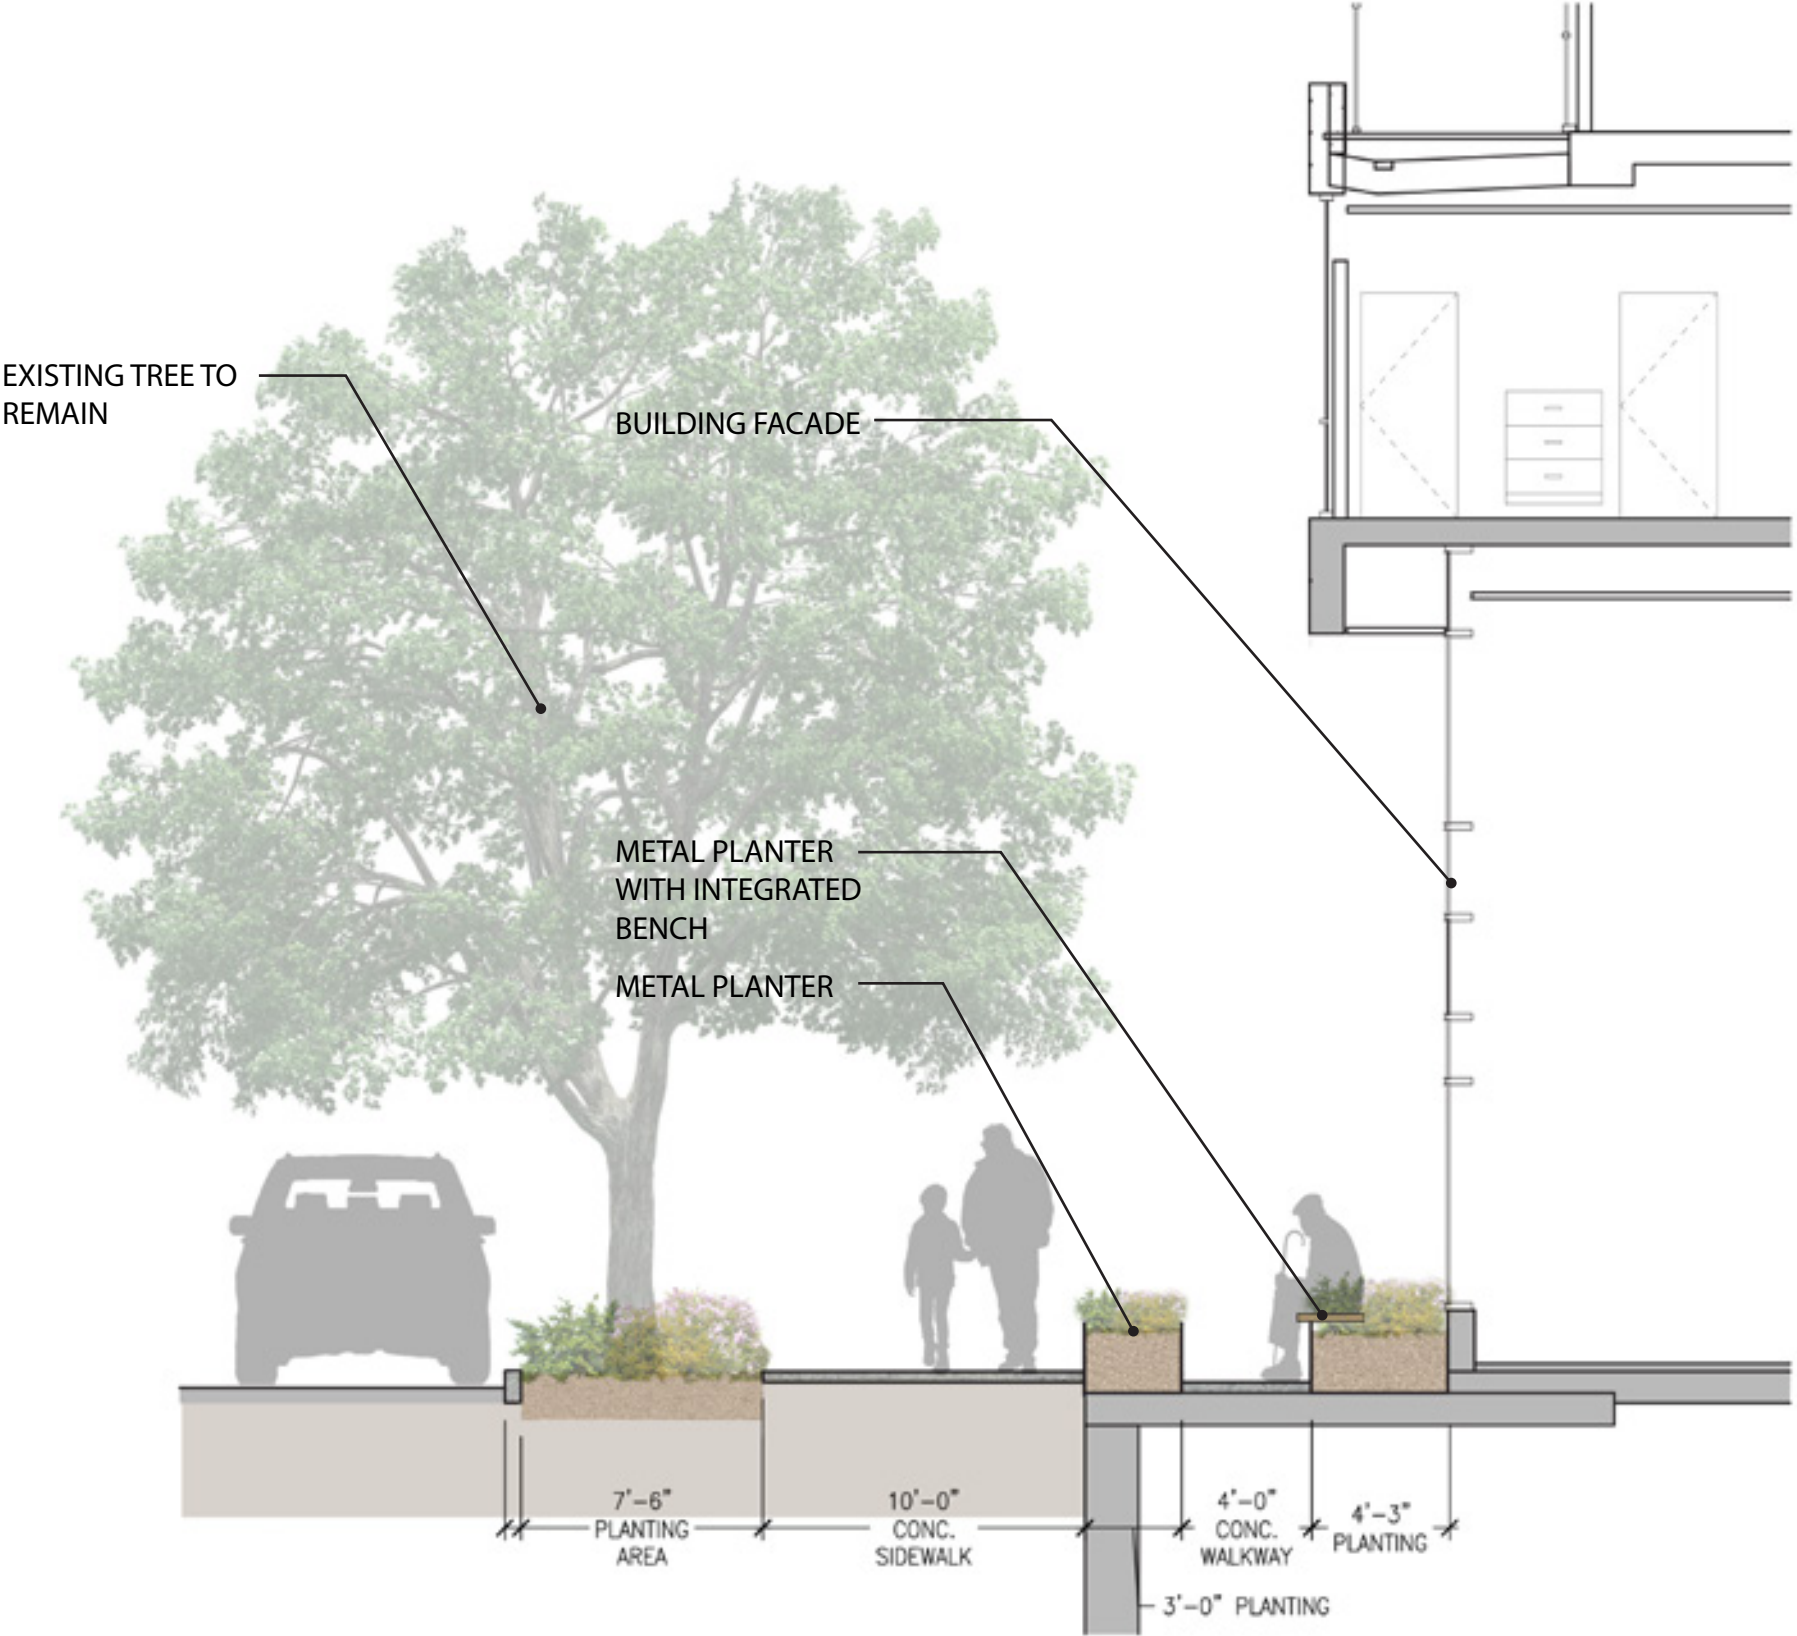 EXISTING TREE TO
REMAIN
BUILDING FACADE
METAL PLANTER
WITH INTEGRATED
BENCH
METAL PLANTER
7'-6"
PLANTING
AREA
10'-0"
CONC.
SIDEWALK
4'-0"
CONC.
WALKWAY
4'-3"
PLANTING
3'-0" PLANTING